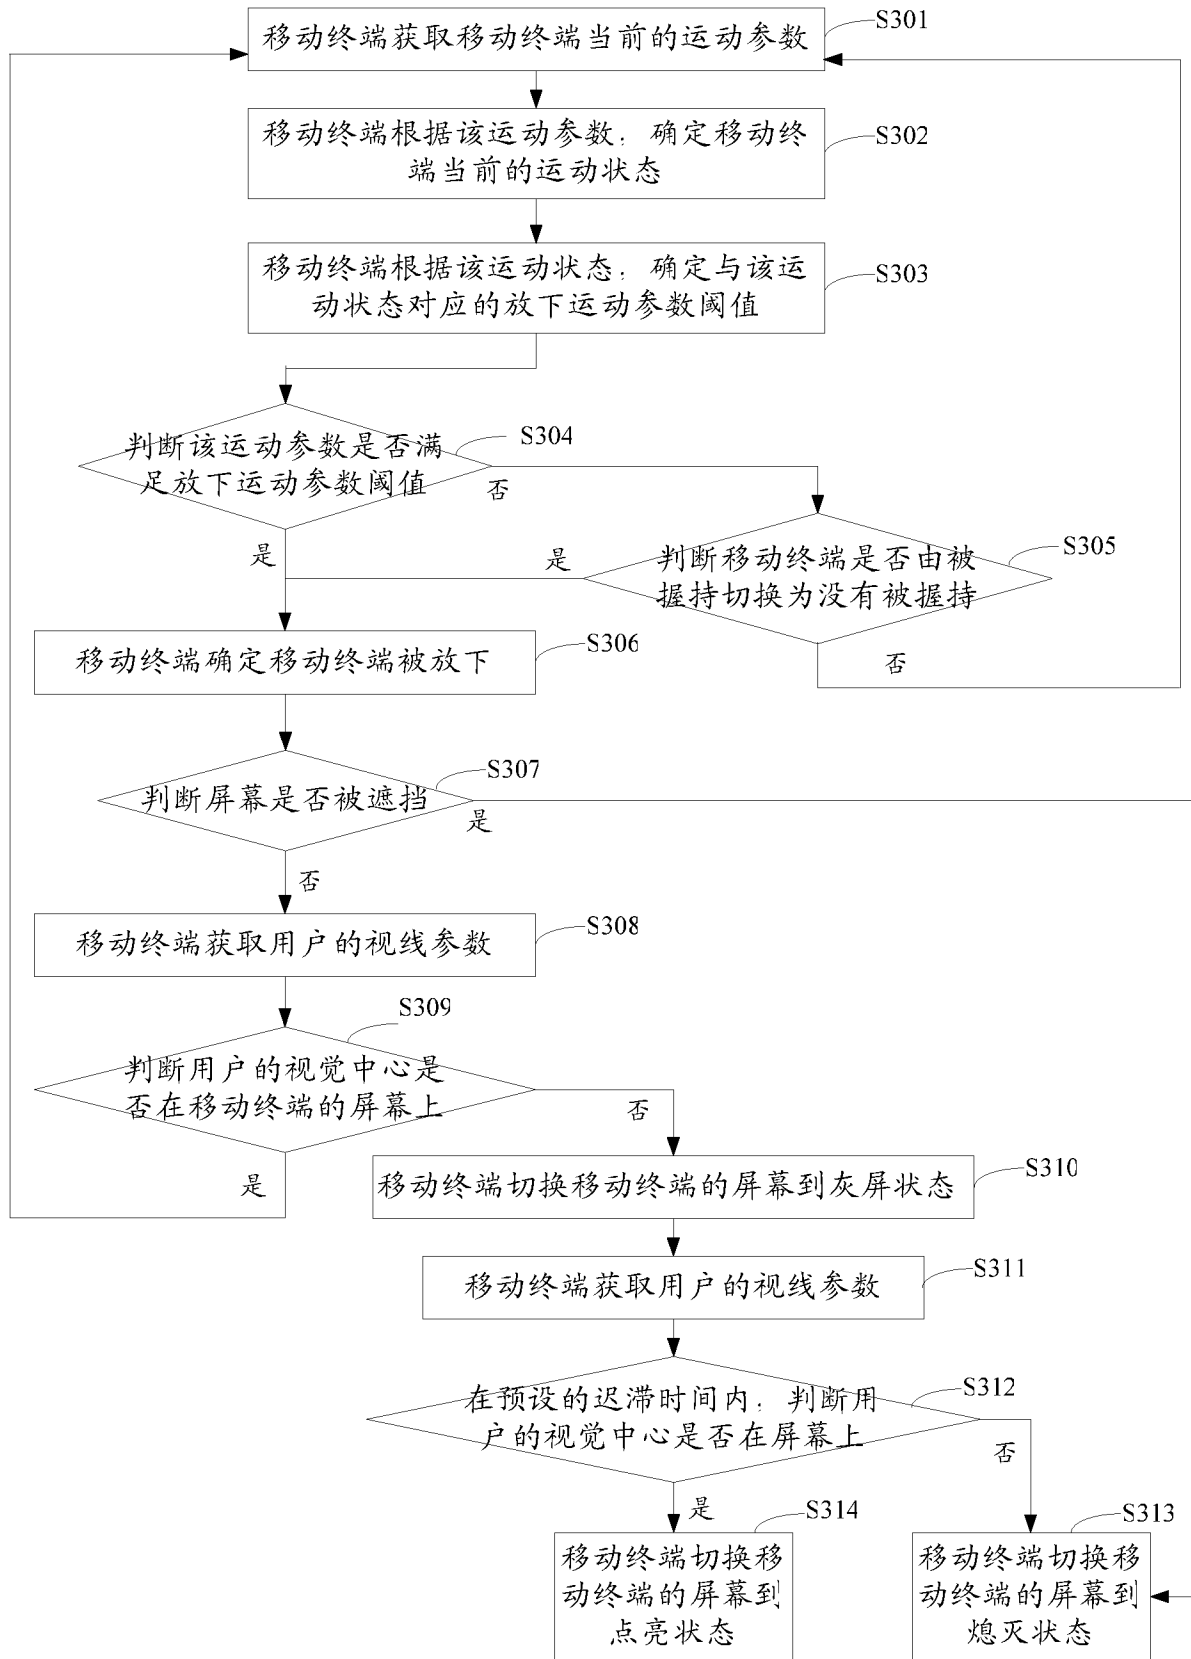 移动终端获取移动终端当前的运动参数
S301
移动终端根据该运动参数，确定移动终
端当前的运动状态
S302
移动终端根据该运动状态，确定与该运
动状态对应的放下运动参数阈值
S303
判断该运动参数是否满
足放下运动参数阈值
S304
否
是
判断移动终端是否由被
握持切换为没有被握持
S305
是
否
移动终端确定移动终端被放下
S306
判断屏幕是否被遮挡
S307
是
否
移动终端获取用户的视线参数
S308
S309
判断用户的视觉中心是
否在移动终端的屏幕上
否
是
移动终端切换移动终端的屏幕到灰屏状态
S310
移动终端获取用户的视线参数
S311
在预设的迟滞时间内，判断用
户的视觉中心是否在屏幕上
S312
否
是
S314
移动终端切换移
动终端的屏幕到
点亮状态
S313
移动终端切换移
动终端的屏幕到
熄灭状态